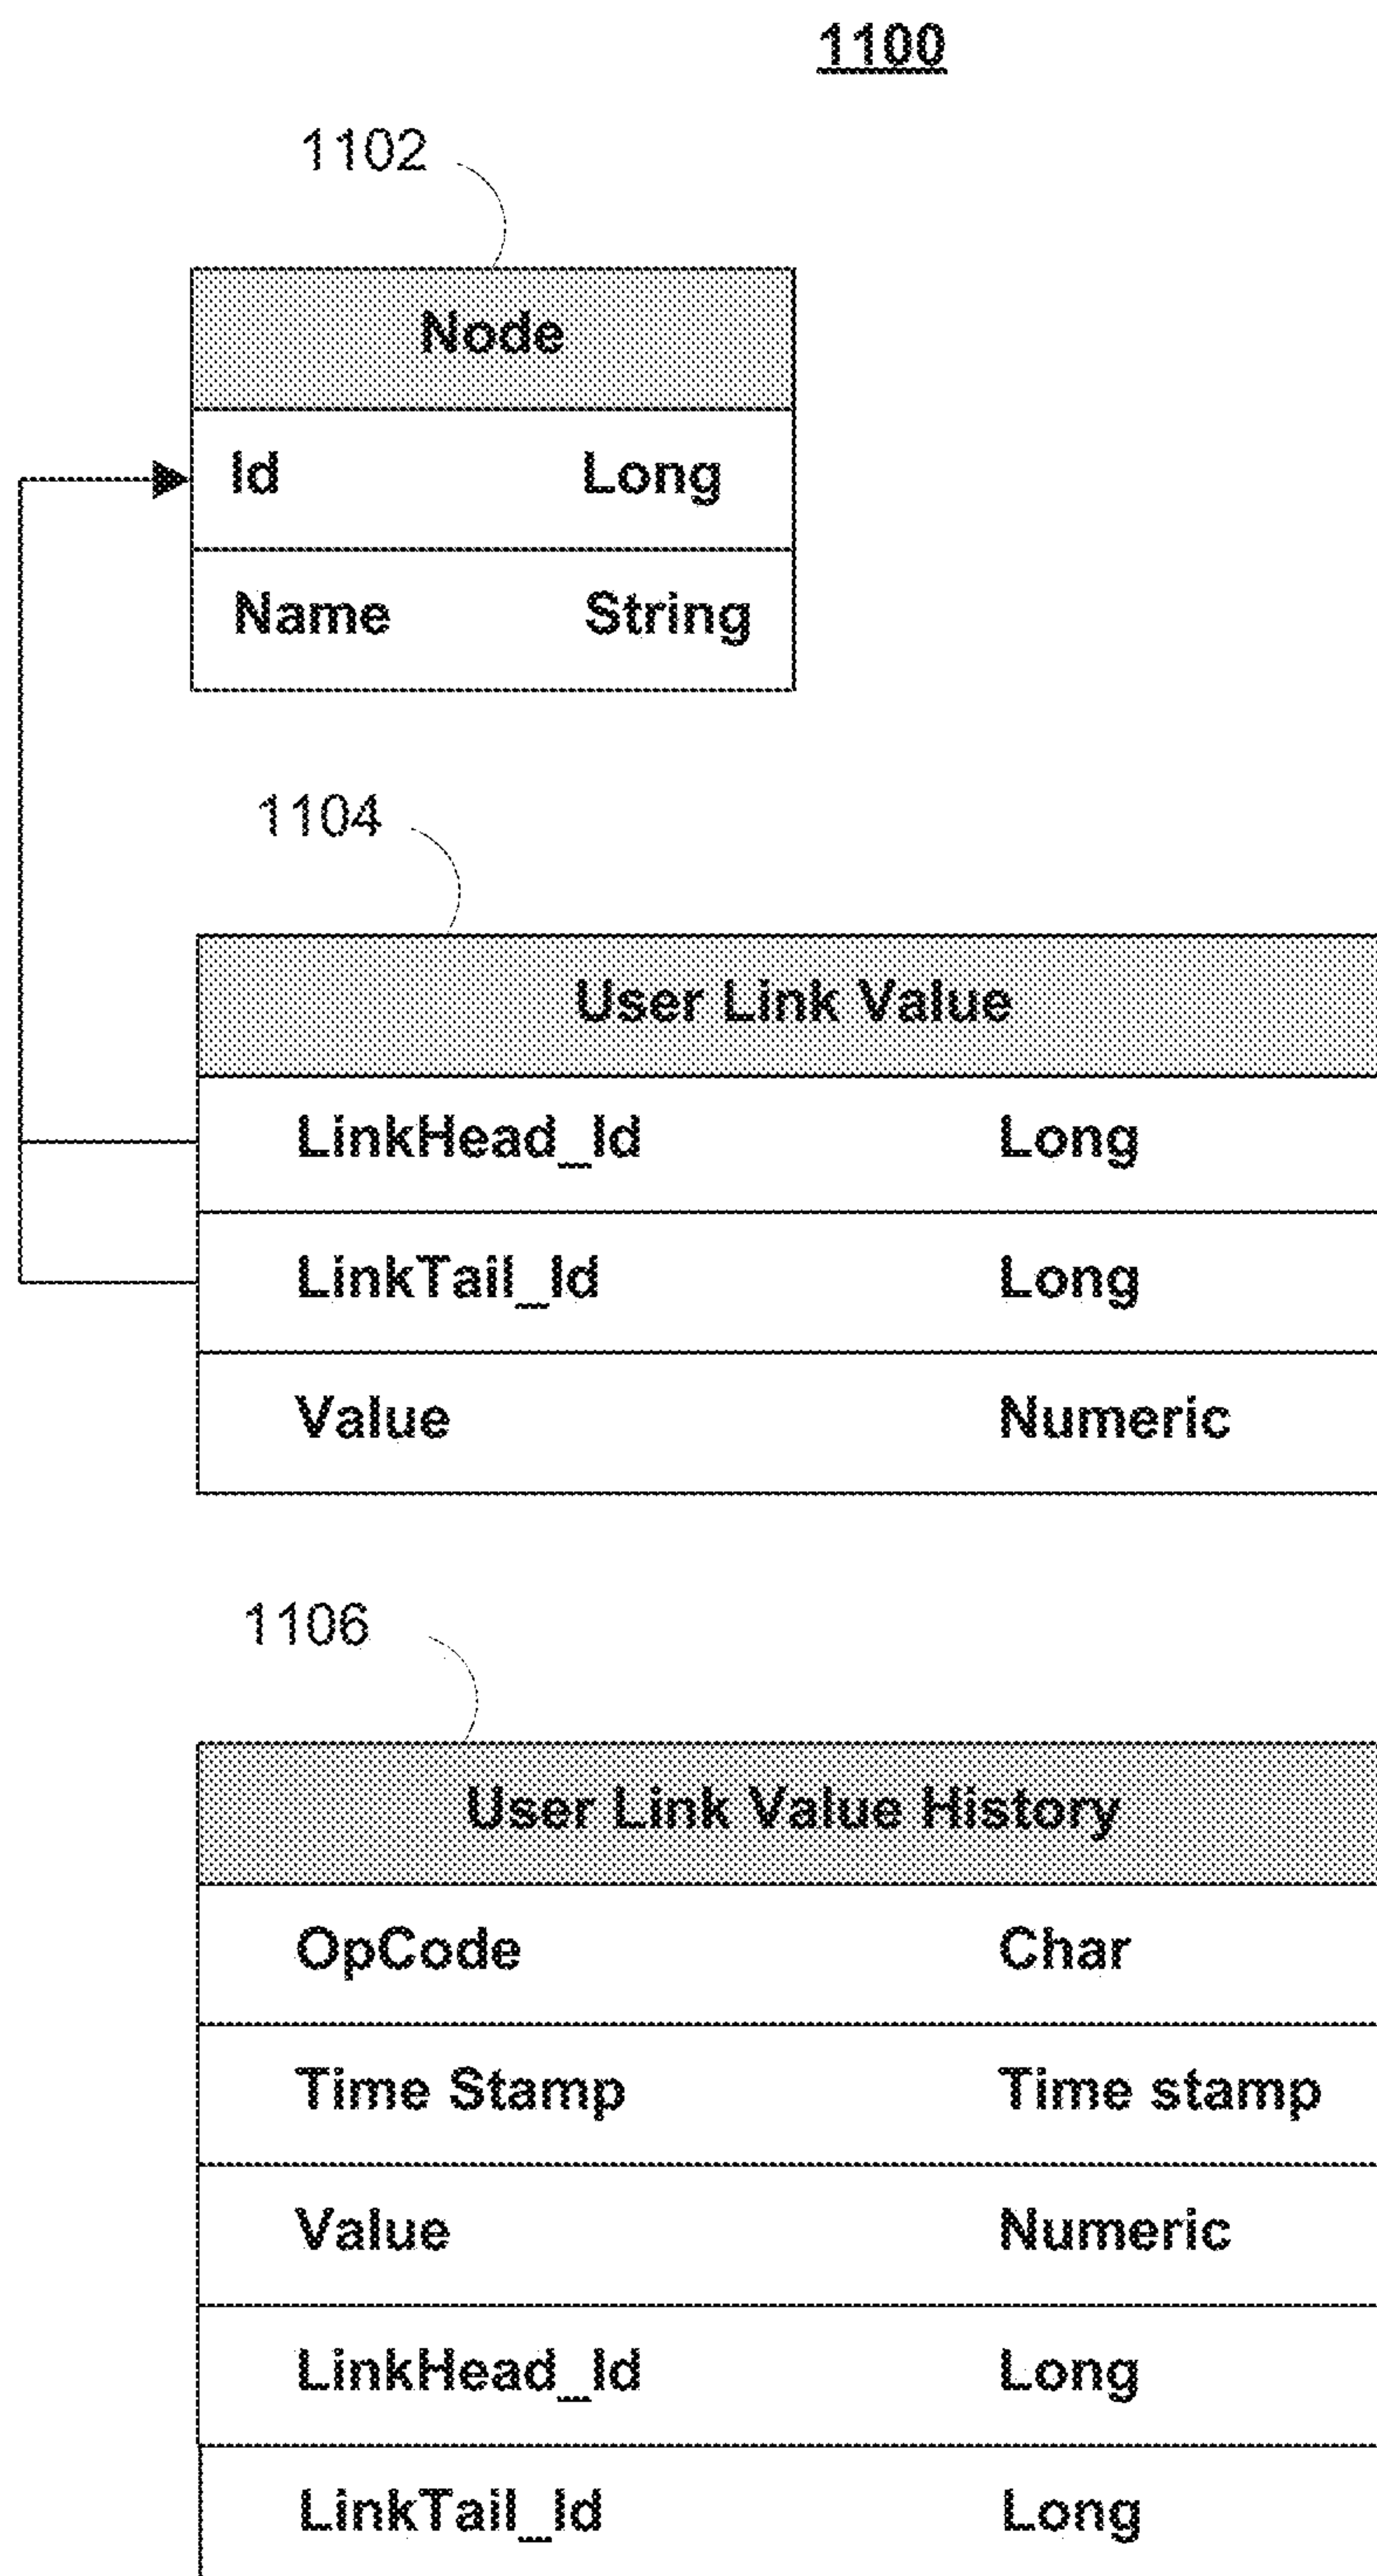 1100
1102
Node
Id Long
Name String
1104
User Link Value
LinkHead_Id Long
LinkTail_Id Long
Value Numeric
1106
User Link Value History
OpCode Char
Time Stamp Time stamp
Value Numeric
LinkHead_Id Long
LinkTail_Id Long